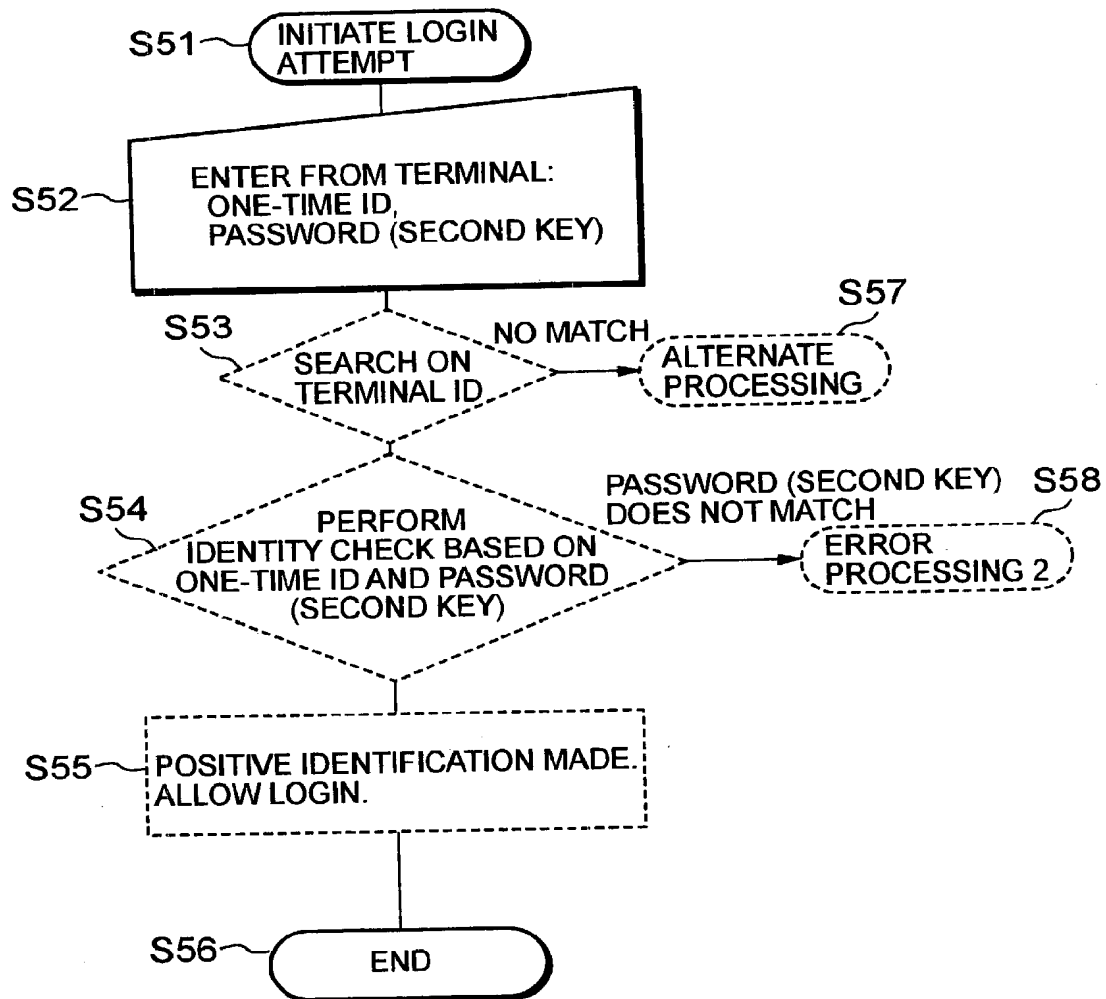 S51
INITIATE LOGIN
ATTEMPT
S52
ENTER FROM TERMINAL:
ONE-TIME ID,
PASSWORD (SECOND KEY)
S53
SEARCH ON
TERMINAL ID
NO MATCH
S57
ALTERNATE
PROCESSING
S54
PERFORM
IDENTITY CHECK BASED ON
ONE-TIME ID AND PASSWORD
(SECOND KEY)
PASSWORD (SECOND KEY)
DOES NOT MATCH
S58
ERROR
PROCESSING 2
S55
POSITIVE IDENTIFICATION MADE.
ALLOW LOGIN.
S56
END